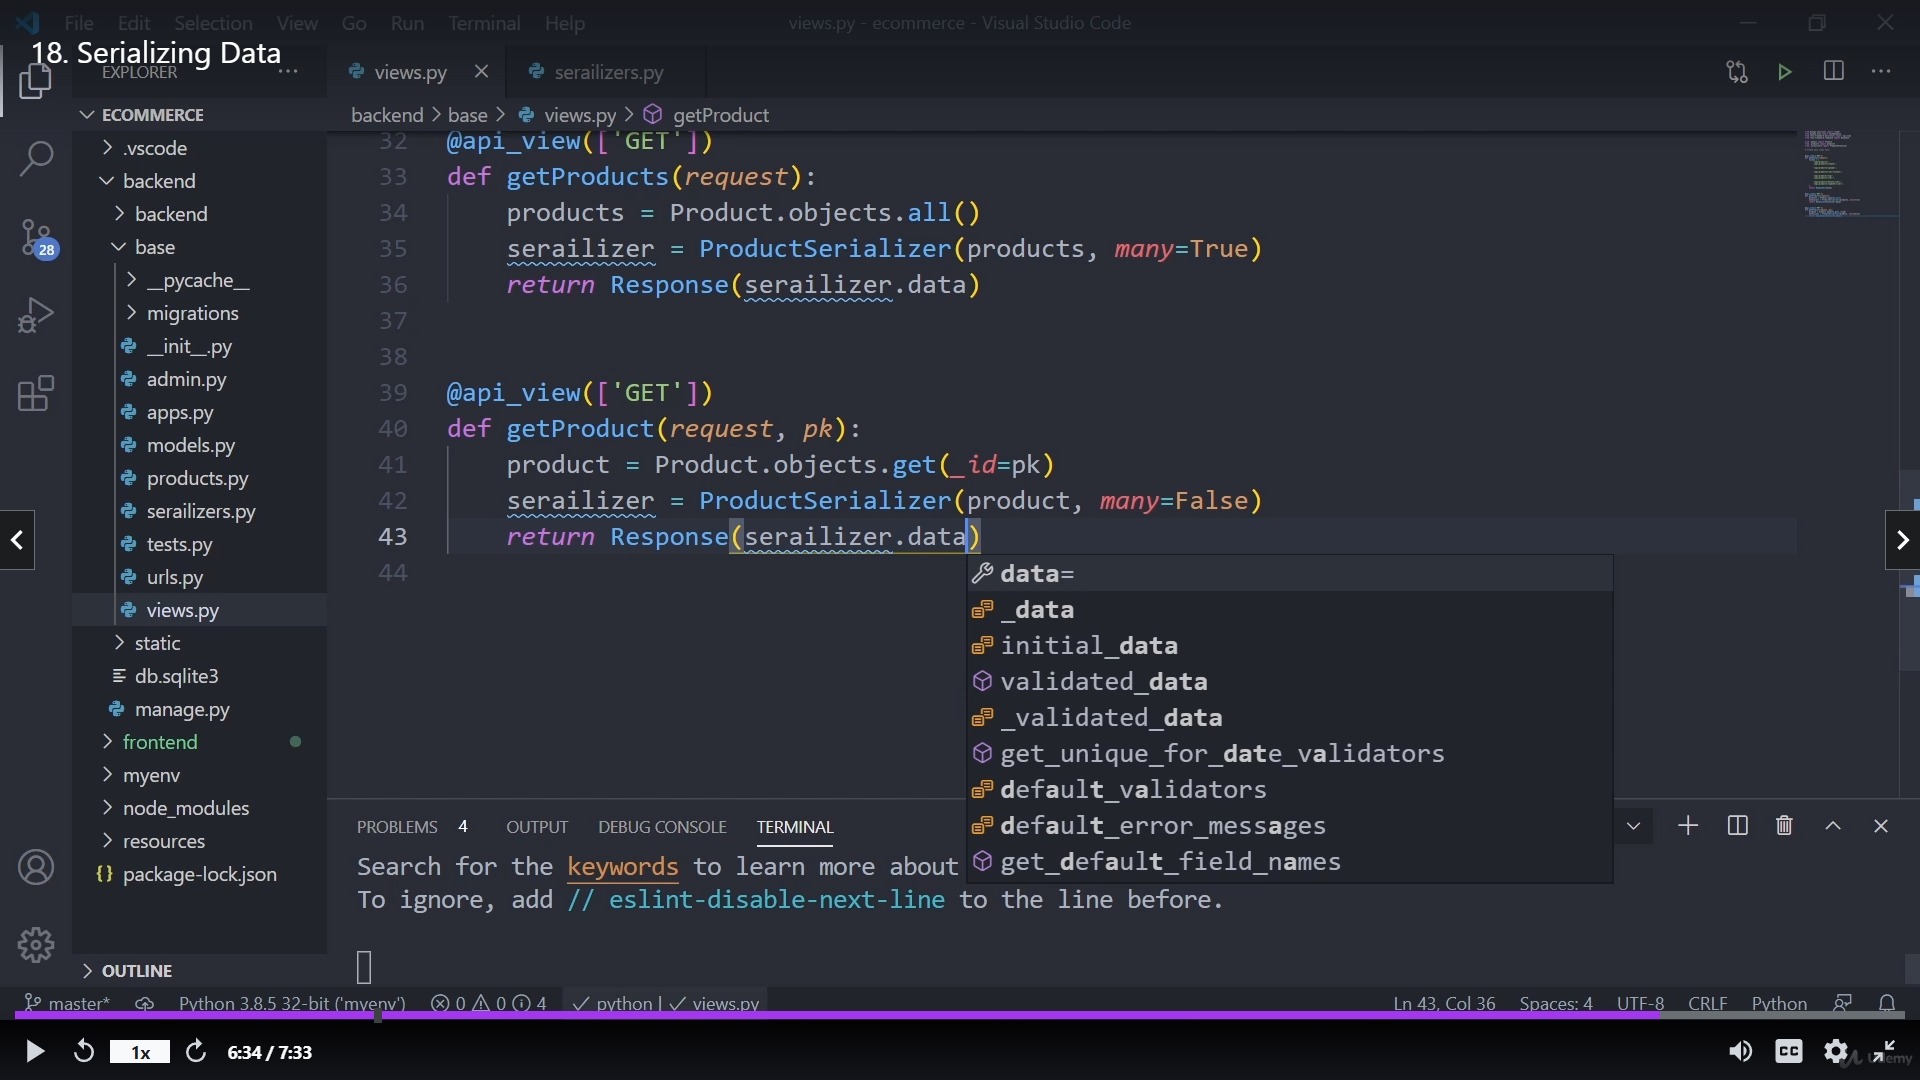 File Edit Selection View Go Run Terminal Help
views.py - ecommerce - Visual Studio Code
18. Serializing Data
EXPLORER
views.py
serailizers.py
ECOMMERCE
backend > base > views.py > getProduct
.vscode
backend
backend
base
__pycache__
migrations
__init__.py
admin.py
apps.py
models.py
products.py
serailizers.py
tests.py
urls.py
views.py
static
db.sqlite3
manage.py
frontend
myenv
node_modules
resources
package-lock.json
OUTLINE
28
32 @api_view(['GET'])
33 def getProducts(request):
34 products = Product.objects.all()
35 serailizer = ProductSerializer(products, many=True)
36 return Response(serailizer.data)
37
38
39 @api_view(['GET'])
40 def getProduct(request, pk):
41 product = Product.objects.get(_id=pk)
42 serailizer = ProductSerializer(product, many=False)
43 return Response(serailizer.data)
44
data=
_data
initial_data
validated_data
_validated_data
get_unique_for_date_validators
default_validators
default_error_messages
get_default_field_names
PROBLEMS 4 OUTPUT DEBUG CONSOLE TERMINAL
Search for the keywords to learn more about
To ignore, add // eslint-disable-next-line to the line before.
master* Python 3.8.5 32-bit ('myenv') 0 0 4 python | views.py Ln 43, Col 36 Spaces: 4 UTF-8 CRLF Python
1x 6:34 / 7:33 CC Udemy